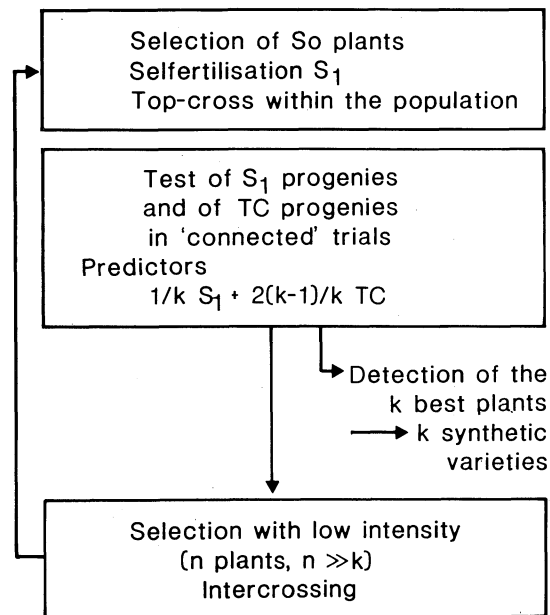 Selection of So plants
Selfertilisation S₁
Top-cross within the population
Test of S₁ progenies
and of TC progenies
in 'connected' trials
Predictors
1/k S₁ + 2(k-1)/k TC
Detection of the
k best plants
k synthetic
varieties
Selection with low intensity
(n plants, n ≫k)
Intercrossing